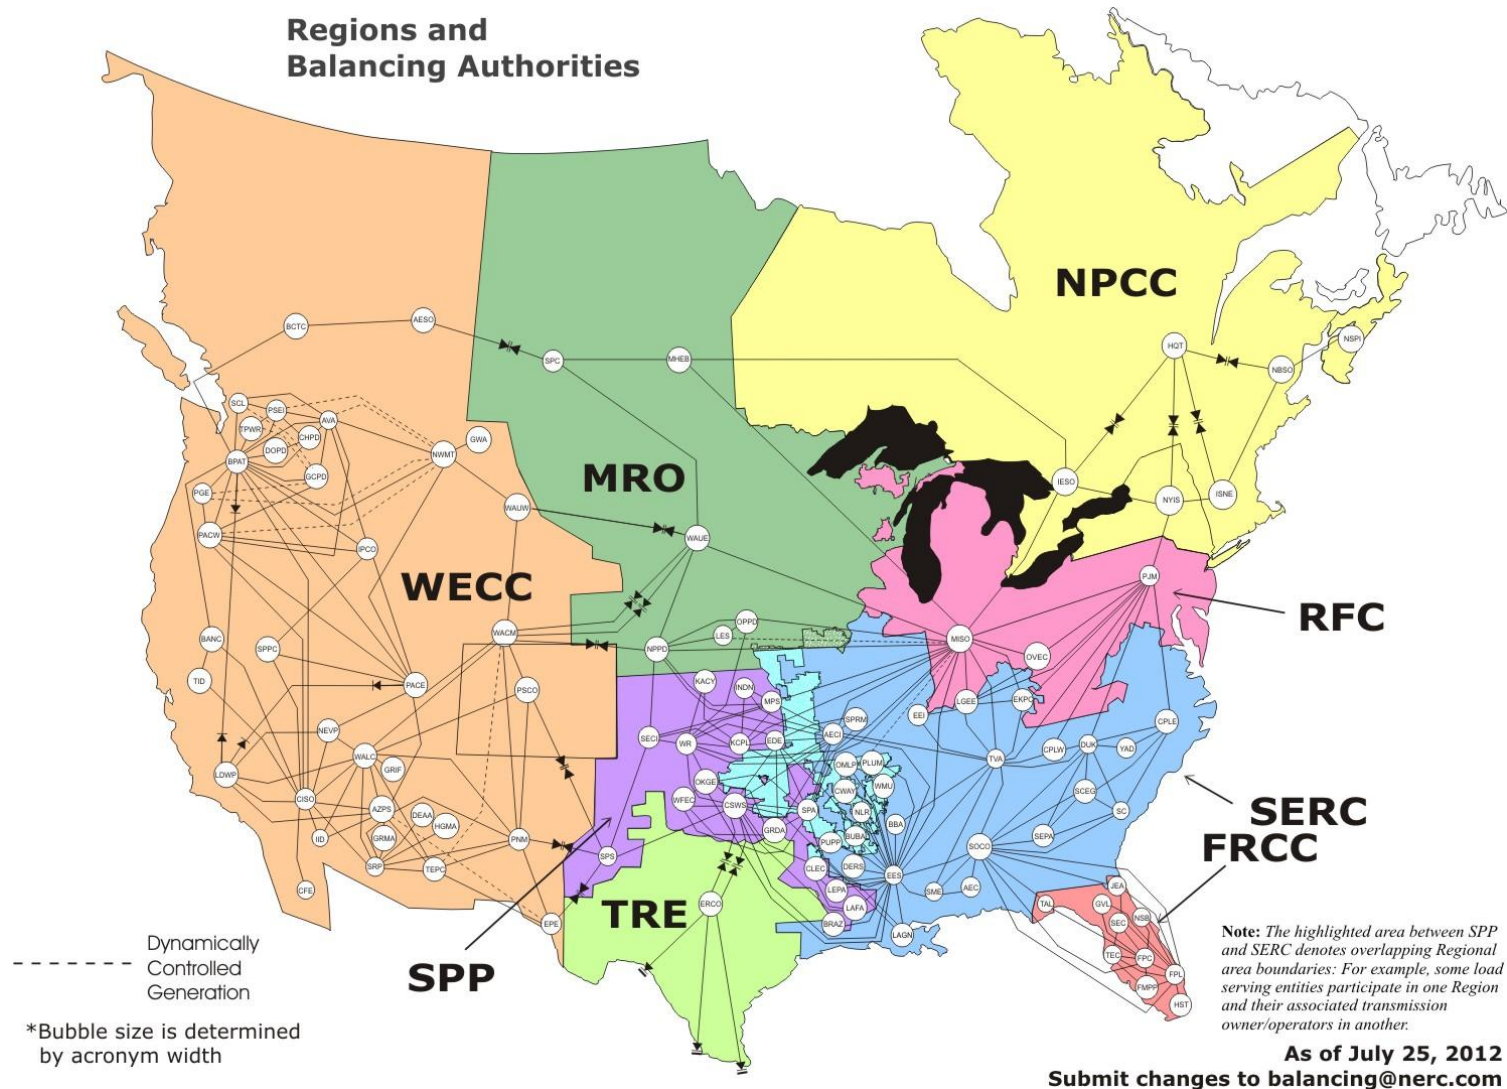 Regions and
Balancing Authorities
NPCC
BCTC
AESO
SPC
MHEB
HQT
NBSO
NSPI
SCL
PSEI
AVA
TPWR
CHPD
DOPD
BPAT
GCPD
NWMT
GWA
PGE
WAUW
PACW
IPCO
MRO
WAUE
IESO
NYIS
ISNE
WECC
PJM
RFC
BANC
SPPC
WACM
OPPD
LES
NPPD
MISO
OVEC
TID
PACE
PSCO
KACY
INDN
MPS
LGEE
EKPC
EEI
SPRM
CPLE
NEVP
SECI
WR
KCPL
EDE
AECI
TVA
CPLW
DUK
YAD
LDWP
WALC
GRIF
OKGE
OMLP
PLUM
WMU
CWAY
SCEG
CISO
AZPS
DEAA
HGMA
WFEC
CSWS
SPA
NLR
BBA
SC
SERC
IID
GRMA
PNM
GRDA
PUPP
BUBA
SEPA
SOCO
FRCC
SRP
TEPC
SPS
CLEC
DERS
EES
CFE
EPE
ERCO
LEPA
LAFA
BRAZ
LAGN
SME
AEC
JEA
TAL
GVL
NSB
SEC
TEC
FPC
FPL
FMPP
HST
TRE
SPP
Dynamically
Controlled
Generation
*Bubble size is determined
by acronym width
Note: The highlighted area between SPP
and SERC denotes overlapping Regional
area boundaries: For example, some load
serving entities participate in one Region
and their associated transmission
owner/operators in another.
As of July 25, 2012
Submit changes to balancing@nerc.com